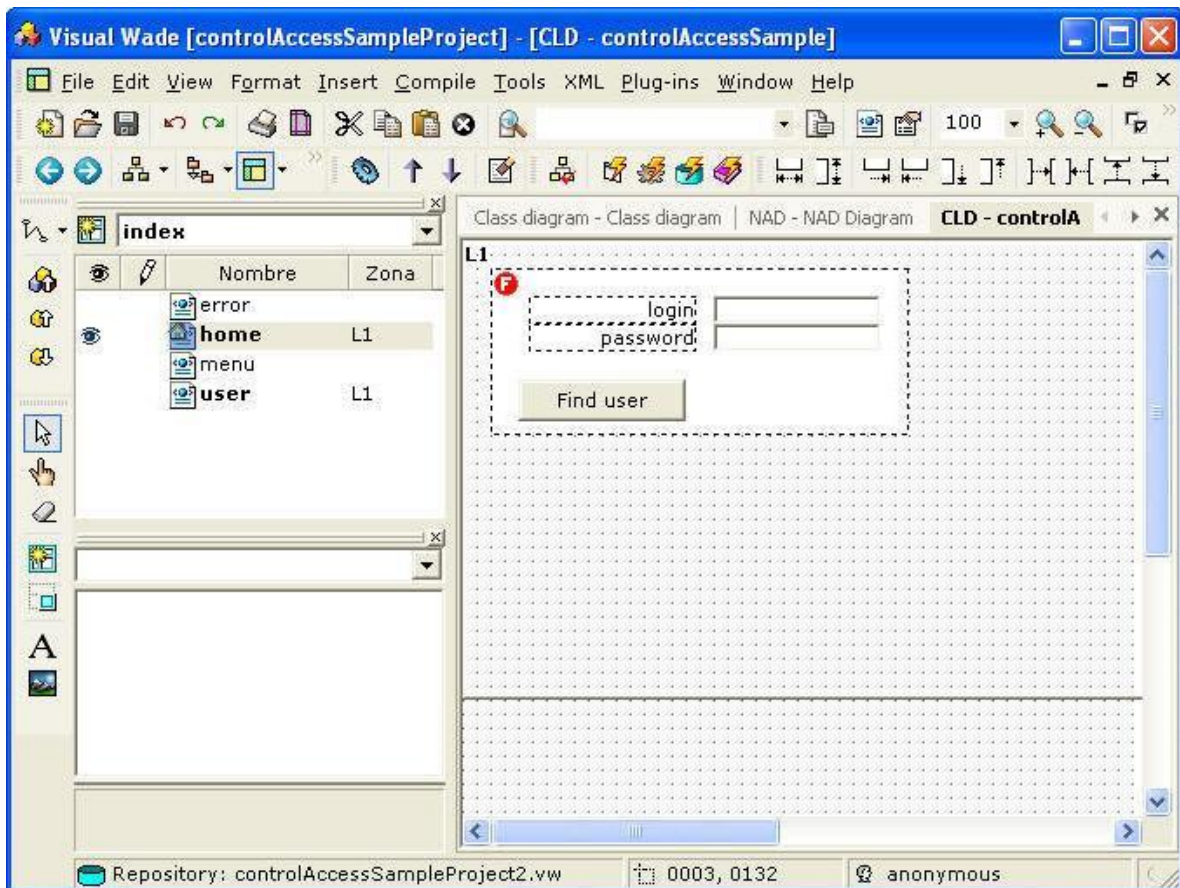 Visual Wade [controlAccessSampleProject] - [CLD - controlAccessSample]
File Edit View Format Insert Compile Tools XML Plug-ins Window Help
100
index
Class diagram - Class diagram | NAD - NAD Diagram CLD - controlA
Nombre Zona
error
home L1
menu
user L1
L1
F
login
password
Find user
A
Repository: controlAccessSampleProject2.vw 0003, 0132 anonymous